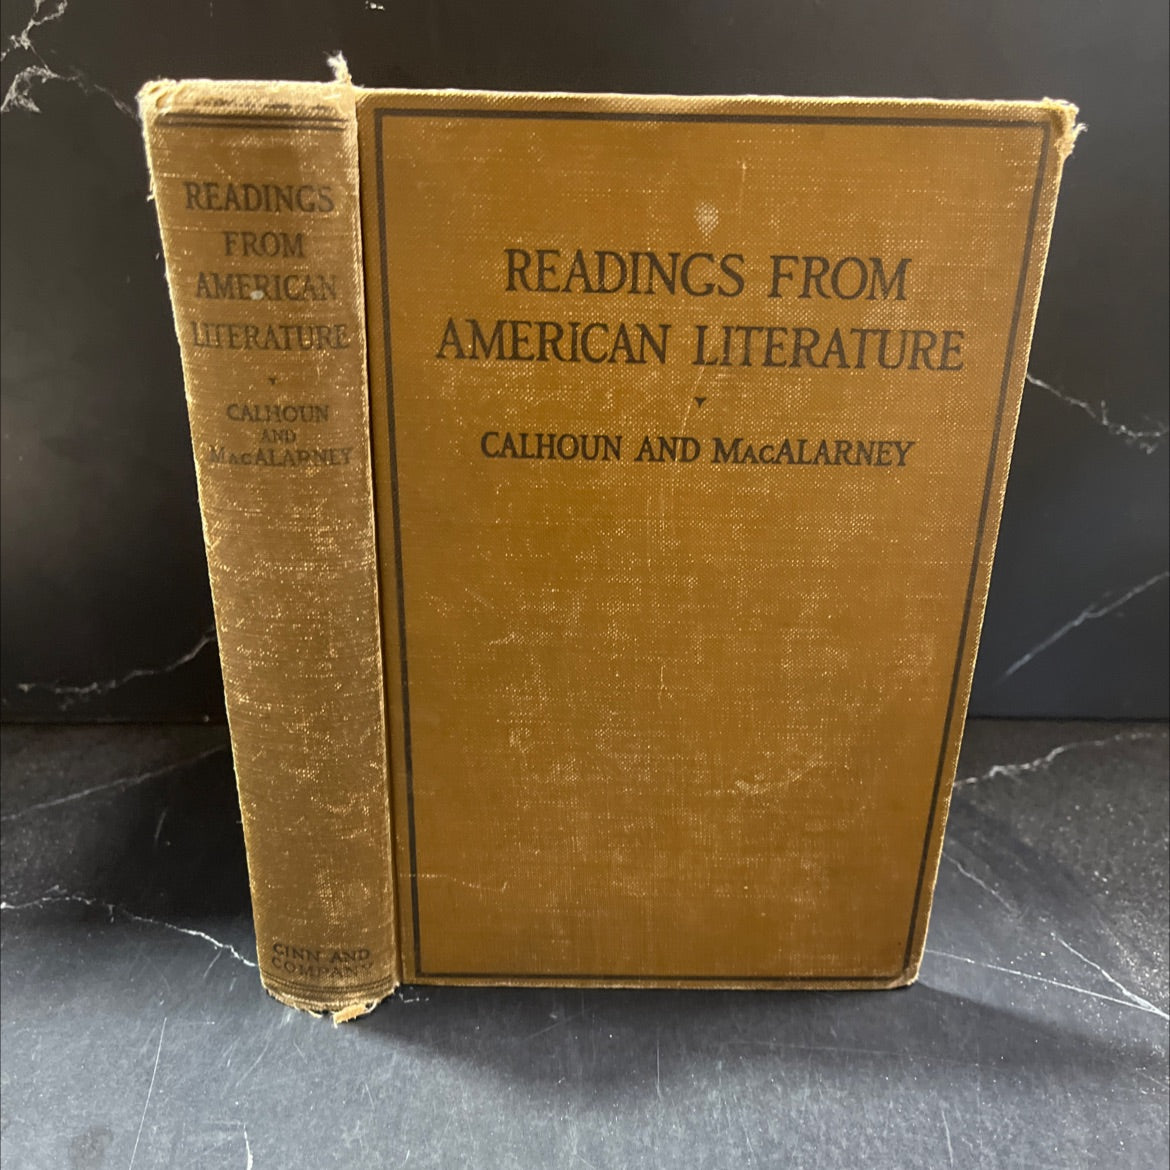 READINGS
FROM
AMERICAN
LITERATURE
CALHOUN
AND
MacALARNEY
GINN AND
COMPANY
READINGS FROM
AMERICAN LITERATURE
CALHOUN AND MacALARNEY